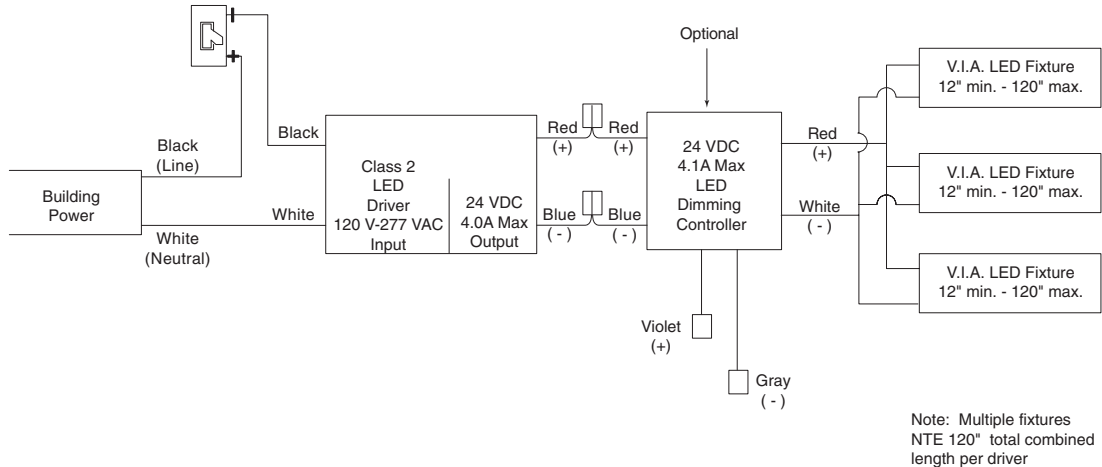 Optional
Black
(Line)
Building
Power
White
(Neutral)
Black
White
Class 2
LED
Driver
120 V-277 VAC
Input
24 VDC
4.0A Max
Output
Red
(+)
Red
(+)
Blue
( - )
Blue
( - )
24 VDC
4.1A Max
LED
Dimming
Controller
Violet
(+)
Gray
( - )
Red
(+)
White
( - )
V.I.A. LED Fixture
12" min. - 120" max.
V.I.A. LED Fixture
12" min. - 120" max.
V.I.A. LED Fixture
12" min. - 120" max.
Note: Multiple fixtures
NTE 120" total combined
length per driver